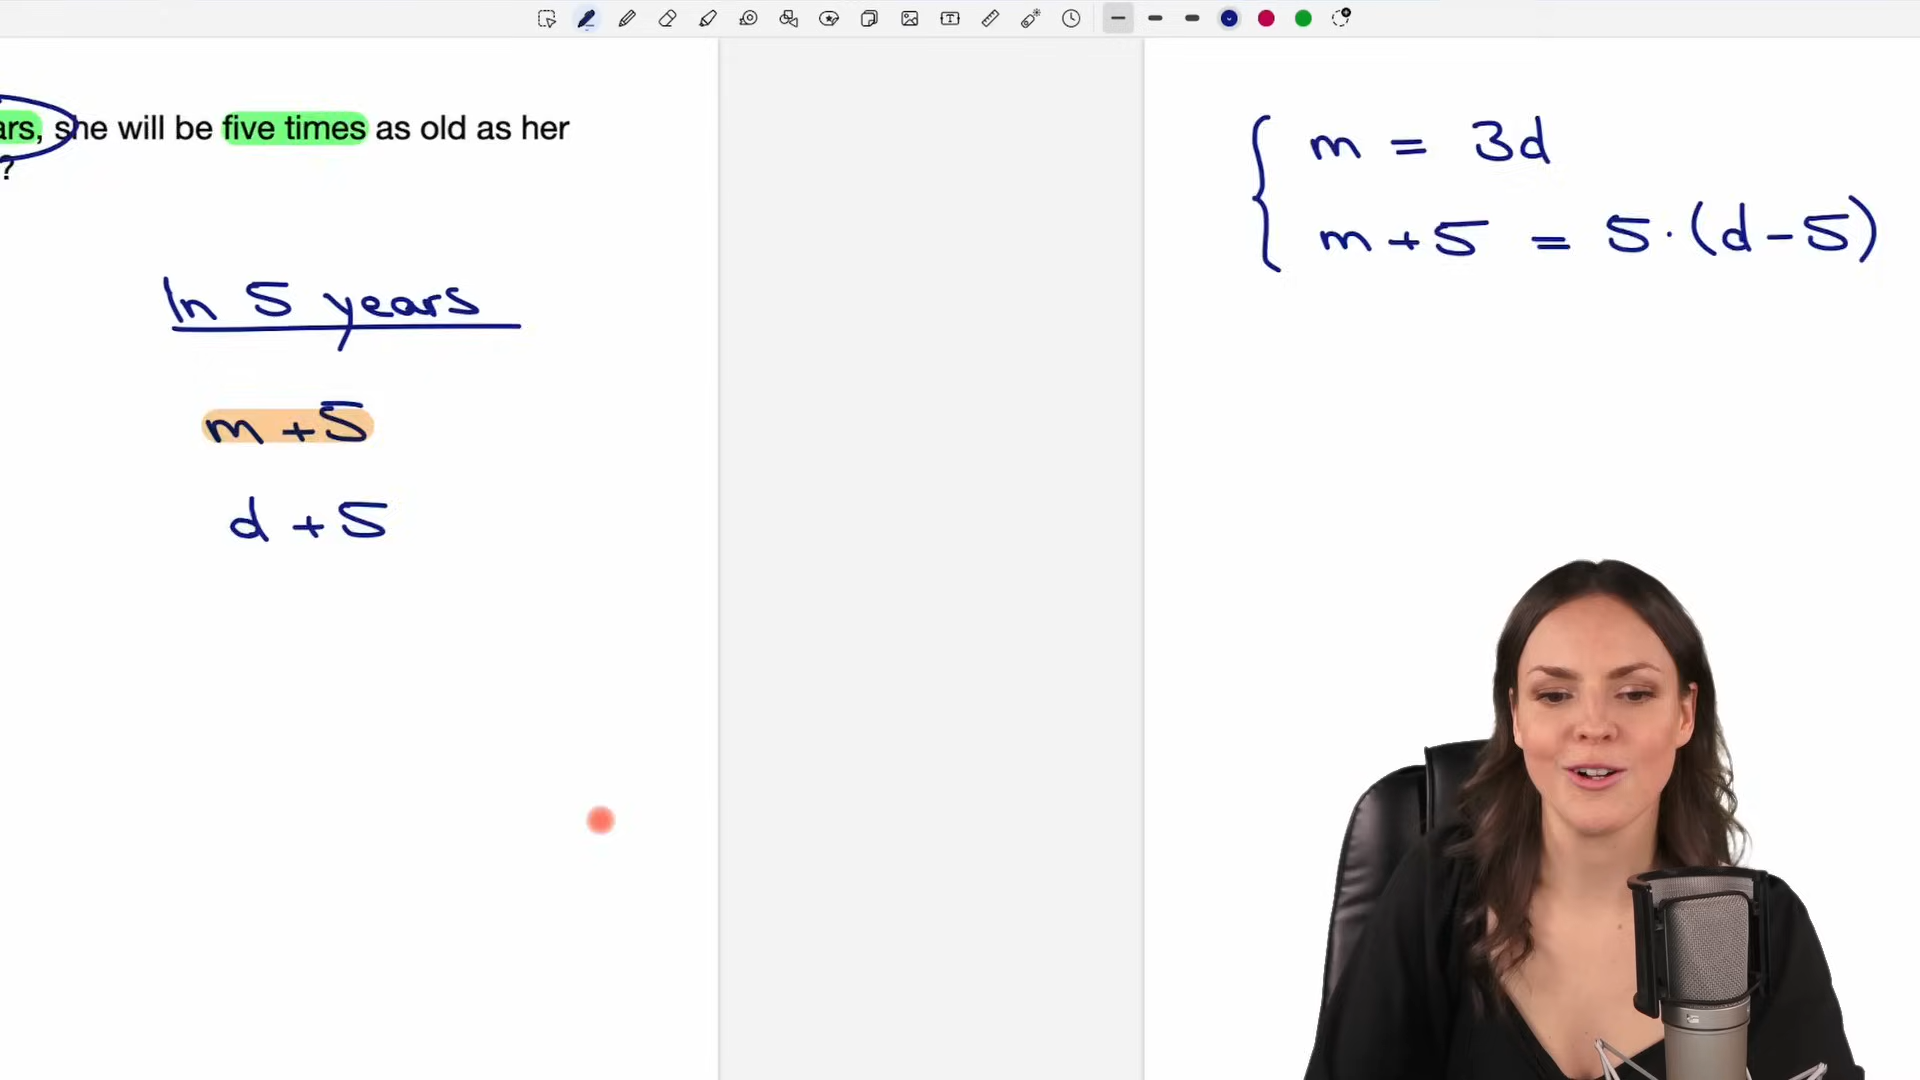 ars, she will be five times as old as her
?
In 5 years
m + 5
d + 5
m = 3d
m + 5 = 5 · (d - 5)